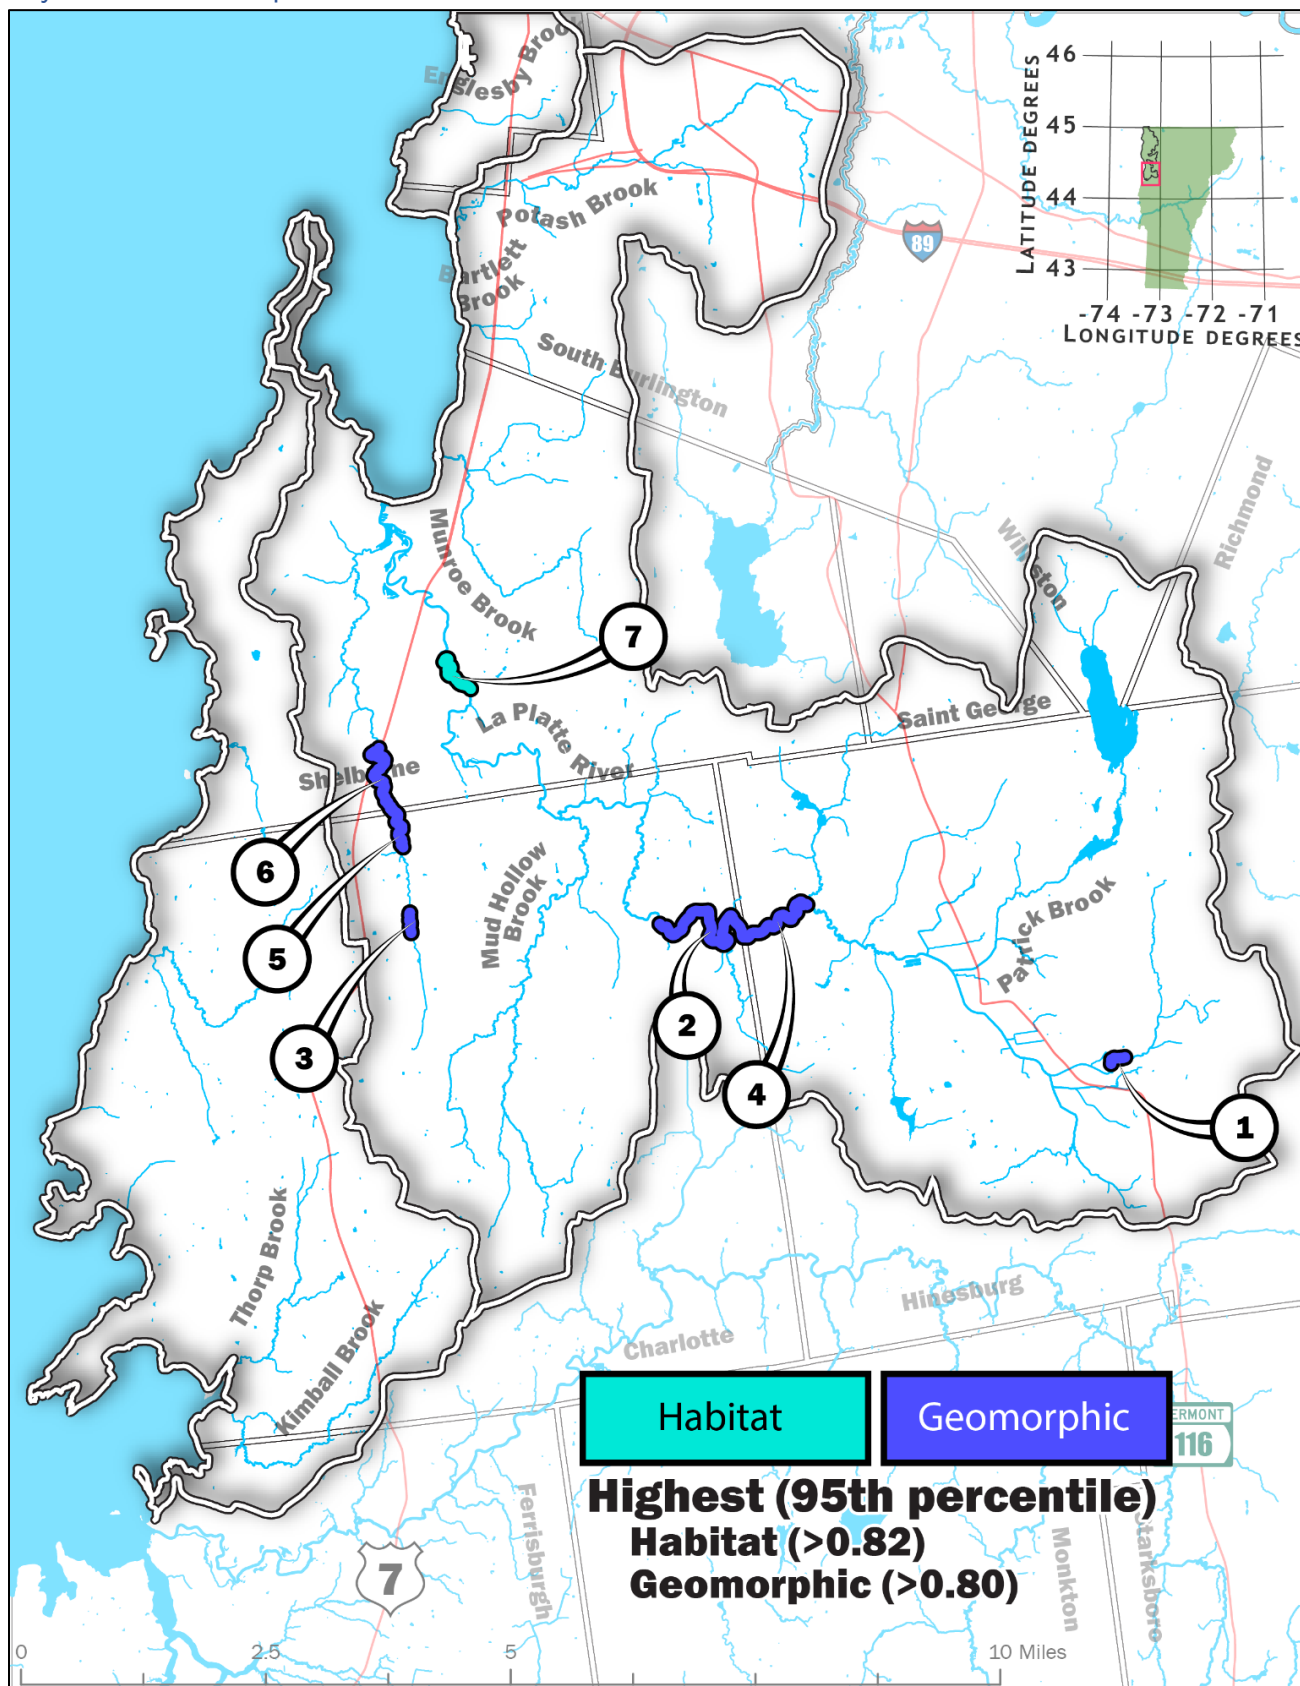 Englesby Broo
LATITUDE DEGREES
46
45
44
43
-74 -73 -72 -71
LONGITUDE DEGREES
Potash Brook
Bartlett
Brook
89
South Burlington
Richmond
Williston
Munroe Brook
7
La Platte River
Saint George
Shelburne
6
Mud Hollow
Brook
Patrick Brook
5
2
3
4
1
Thorp Brook
Kimball Brook
Hinesburg
Charlotte
Habitat
Geomorphic
ERMONT
116
Highest (95th percentile)
Habitat (>0.82)
Geomorphic (>0.80)
Ferrisburgh
Monkton
tarksboro
7
0
2.5
5
10 Miles